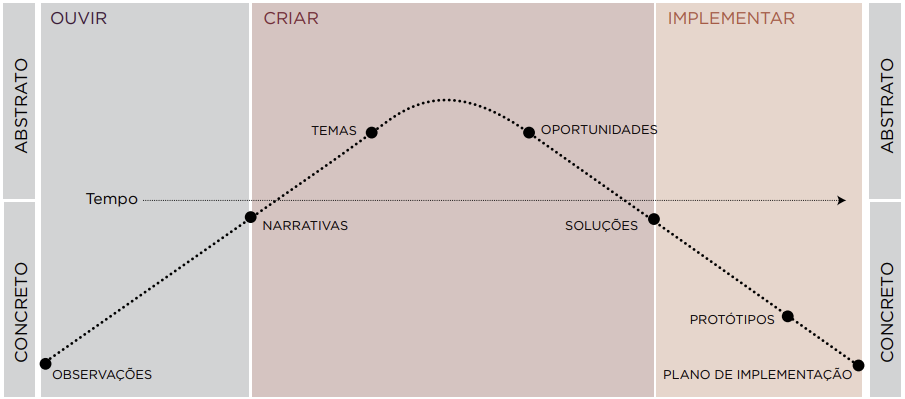 OUVIR
CRIAR
IMPLEMENTAR
ABSTRATO
ABSTRATO
TEMAS
OPORTUNIDADES
Tempo
NARRATIVAS
SOLUÇÕES
CONCRETO
CONCRETO
PROTÓTIPOS
OBSERVAÇÕES
PLANO DE IMPLEMENTAÇÃO